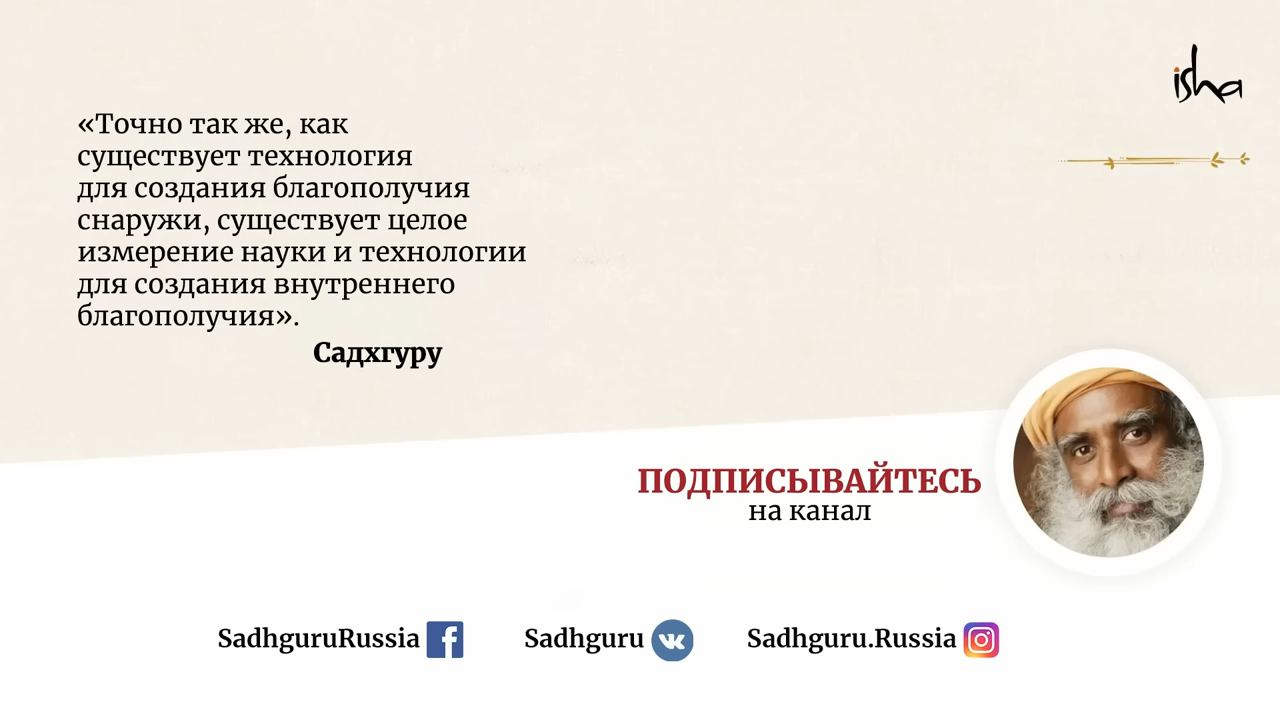 isha
«Точно так же, как
существует технология
для создания благополучия
снаружи, существует целое
измерение науки и технологии
для создания внутреннего
благополучия».
Садхгуру
ПОДПИСЫВАЙТЕСЬ
на канал
SadhguruRussia
Sadhguru
Sadhguru.Russia